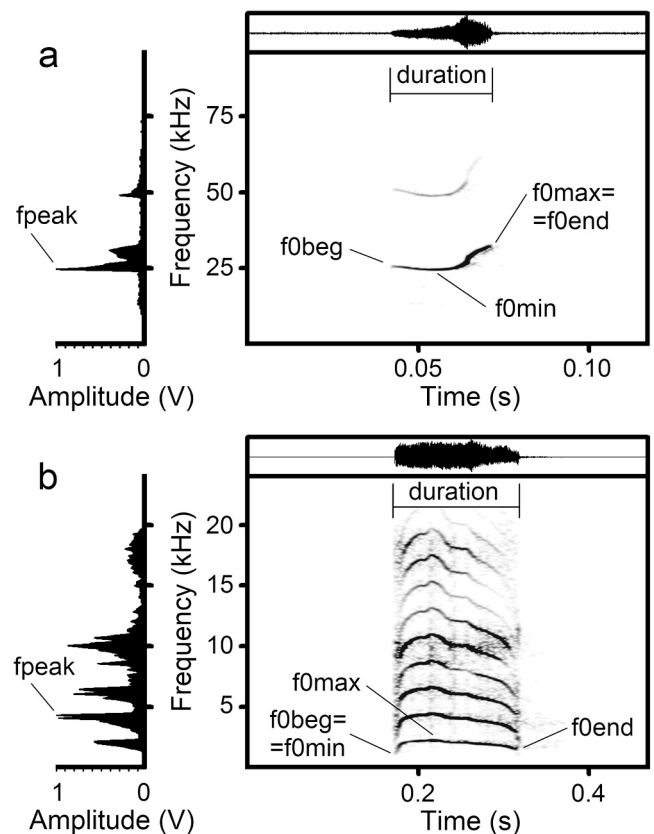 a
duration
75
50
25
Frequency (kHz)
fpeak
f0beg
f0max=
=f0end
f0min
1
0
Amplitude (V)
0.05
0.10
Time (s)
b
duration
20
15
10
5
Frequency (kHz)
fpeak
f0max
f0beg=
=f0min
f0end
1
0
Amplitude (V)
0.2
0.4
Time (s)